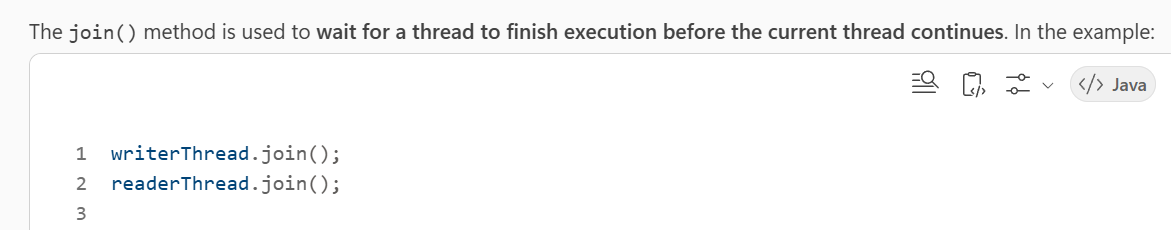 The join() method is used to wait for a thread to finish execution before the current thread continues. In the example:
</> Java
1 writerThread.join();
2 readerThread.join();
3